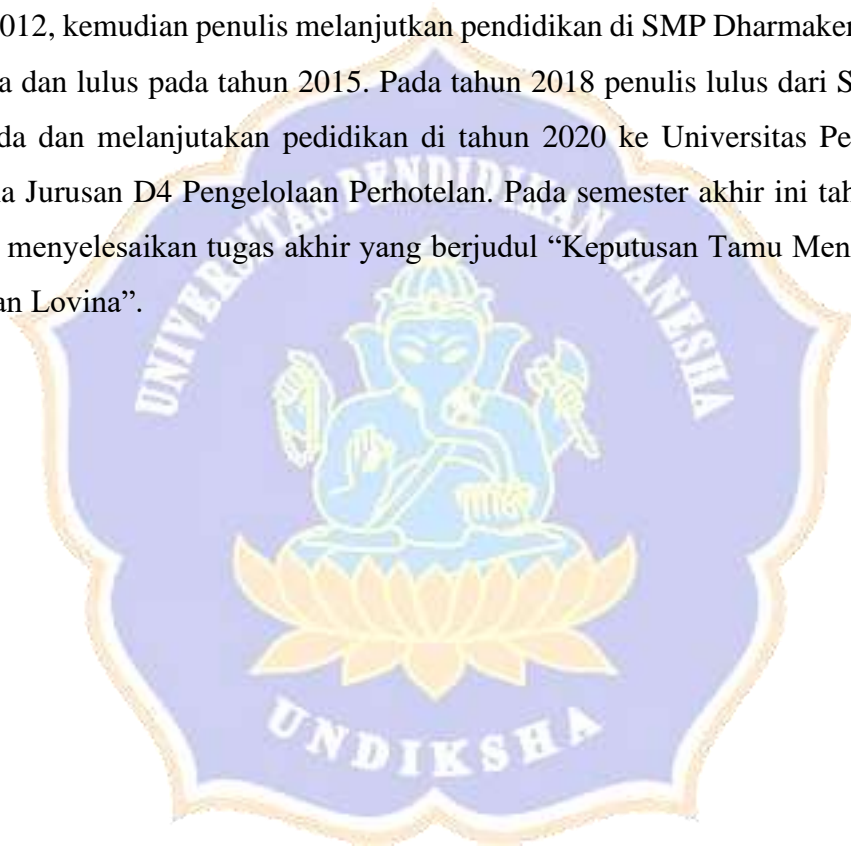 012, kemudian penulis melanjutkan pendidikan di SMP Dharmaker
a dan lulus pada tahun 2015. Pada tahun 2018 penulis lulus dari S
da dan melanjutakan pedidikan di tahun 2020 ke Universitas Pe
a Jurusan D4 Pengelolaan Perhotelan. Pada semester akhir ini tah
menyelesaikan tugas akhir yang berjudul “Keputusan Tamu Men
an Lovina”.
UNIVERSITAS PENDIDIKAN GANESHA
UNDIKSHA